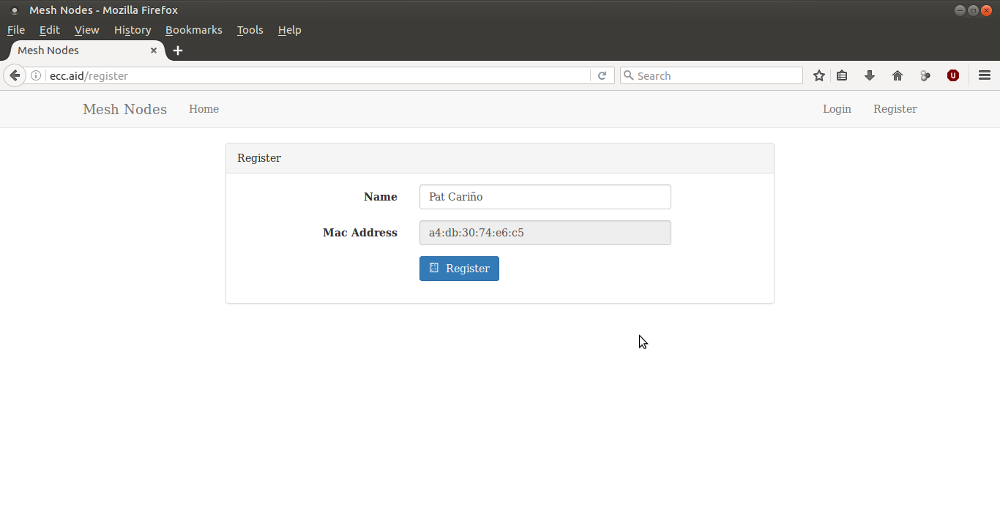 Mesh Nodes - Mozilla Firefox
File Edit View History Bookmarks Tools Help
Mesh Nodes
ecc.aid/register Search
Mesh Nodes Home Login Register
Register
Name Pat Cariño
Mac Address a4:db:30:74:e6:c5
Register